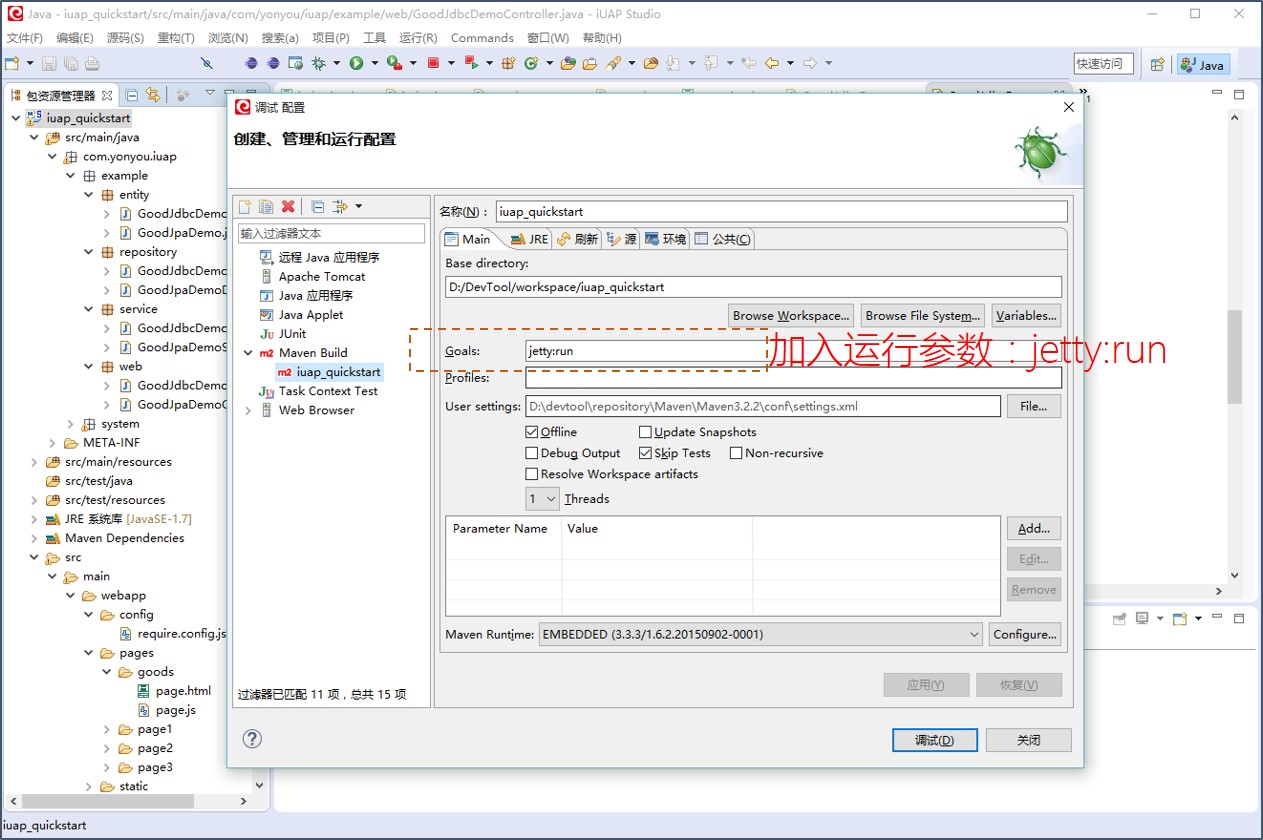 Java - iuap_quickstart/src/main/java/com/yonyou/iuap/example/web/GoodJdbcDemoController.java - iUAP Studio
文件(F) 编辑(E) 源码(S) 重构(T) 浏览(N) 搜索(a) 项目(P) 工具 运行(R) Commands 窗口(W) 帮助(H)
快速访问
Java
包资源管理器
iuap_quickstart
src/main/java
com.yonyou.iuap
example
entity
GoodJdbcDemo
GoodJpaDemo.j
repository
GoodJdbcDemo
GoodJpaDemoD
service
GoodJdbcDemo
GoodJpaDemoS
web
GoodJdbcDemo
GoodJpaDemoC
system
META-INF
src/main/resources
src/test/java
src/test/resources
JRE 系统库 [JavaSE-1.7]
Maven Dependencies
src
main
webapp
config
require.config.js
pages
goods
page.html
page.js
page1
page2
page3
static
iuap_quickstart
调试 配置
创建、管理和运行配置
输入过滤器文本
远程 Java 应用程序
Apache Tomcat
Java 应用程序
Java Applet
JUnit
Maven Build
iuap_quickstart
Task Context Test
Web Browser
过滤器已匹配 11 项，总共 15 项
名称(N)： iuap_quickstart
Main JRE 刷新 源 环境 公共(C)
Base directory:
D:/DevTool/workspace/iuap_quickstart
Browse Workspace... Browse File System... Variables...
Goals: jetty:run
加入运行参数：jetty:run
Profiles:
User settings: D:\devtool\repository\Maven\Maven3.2.2\conf\settings.xml File...
Offline Update Snapshots
Debug Output Skip Tests Non-recursive
Resolve Workspace artifacts
1 Threads
Parameter Name Value
Add...
Edit...
Remove
Maven Runtime: EMBEDDED (3.3.3/1.6.2.20150902-0001) Configure...
应用(Y) 恢复(V)
调试(D) 关闭